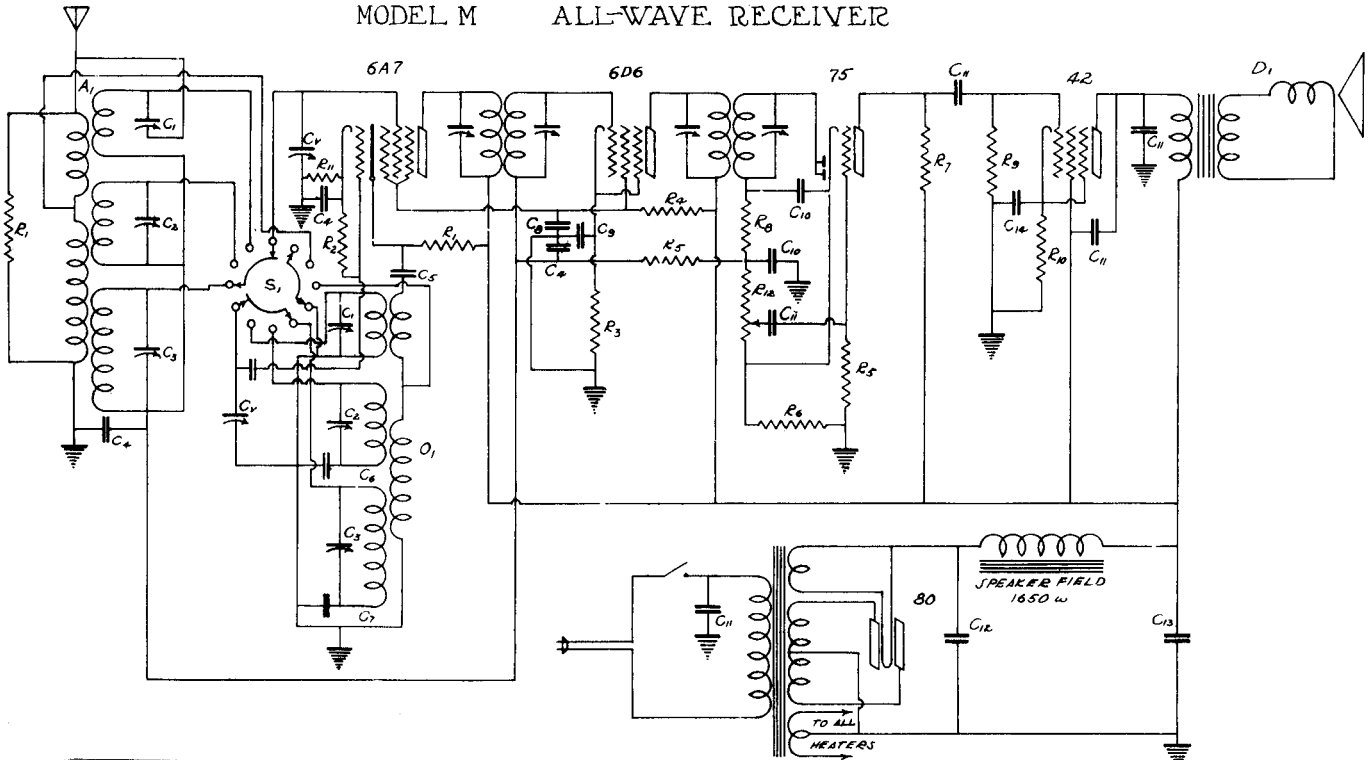 MODEL M ALL-WAVE RECEIVER
6A7
6D6
75
42
D1
A1
C1
C2
C3
R1
C4
S1
CV
R11
C4
R2
R1
C5
C1
CV
C2
C6
O1
C3
C7
C8
C9
C4
R4
R5
R3
C10
R8
C10
R12
C11
R5
R6
R7
C11
R9
C14
R10
C11
C11
C11
80
SPEAKER FIELD
1650 ω
C12
C13
TO ALL
HEATERS